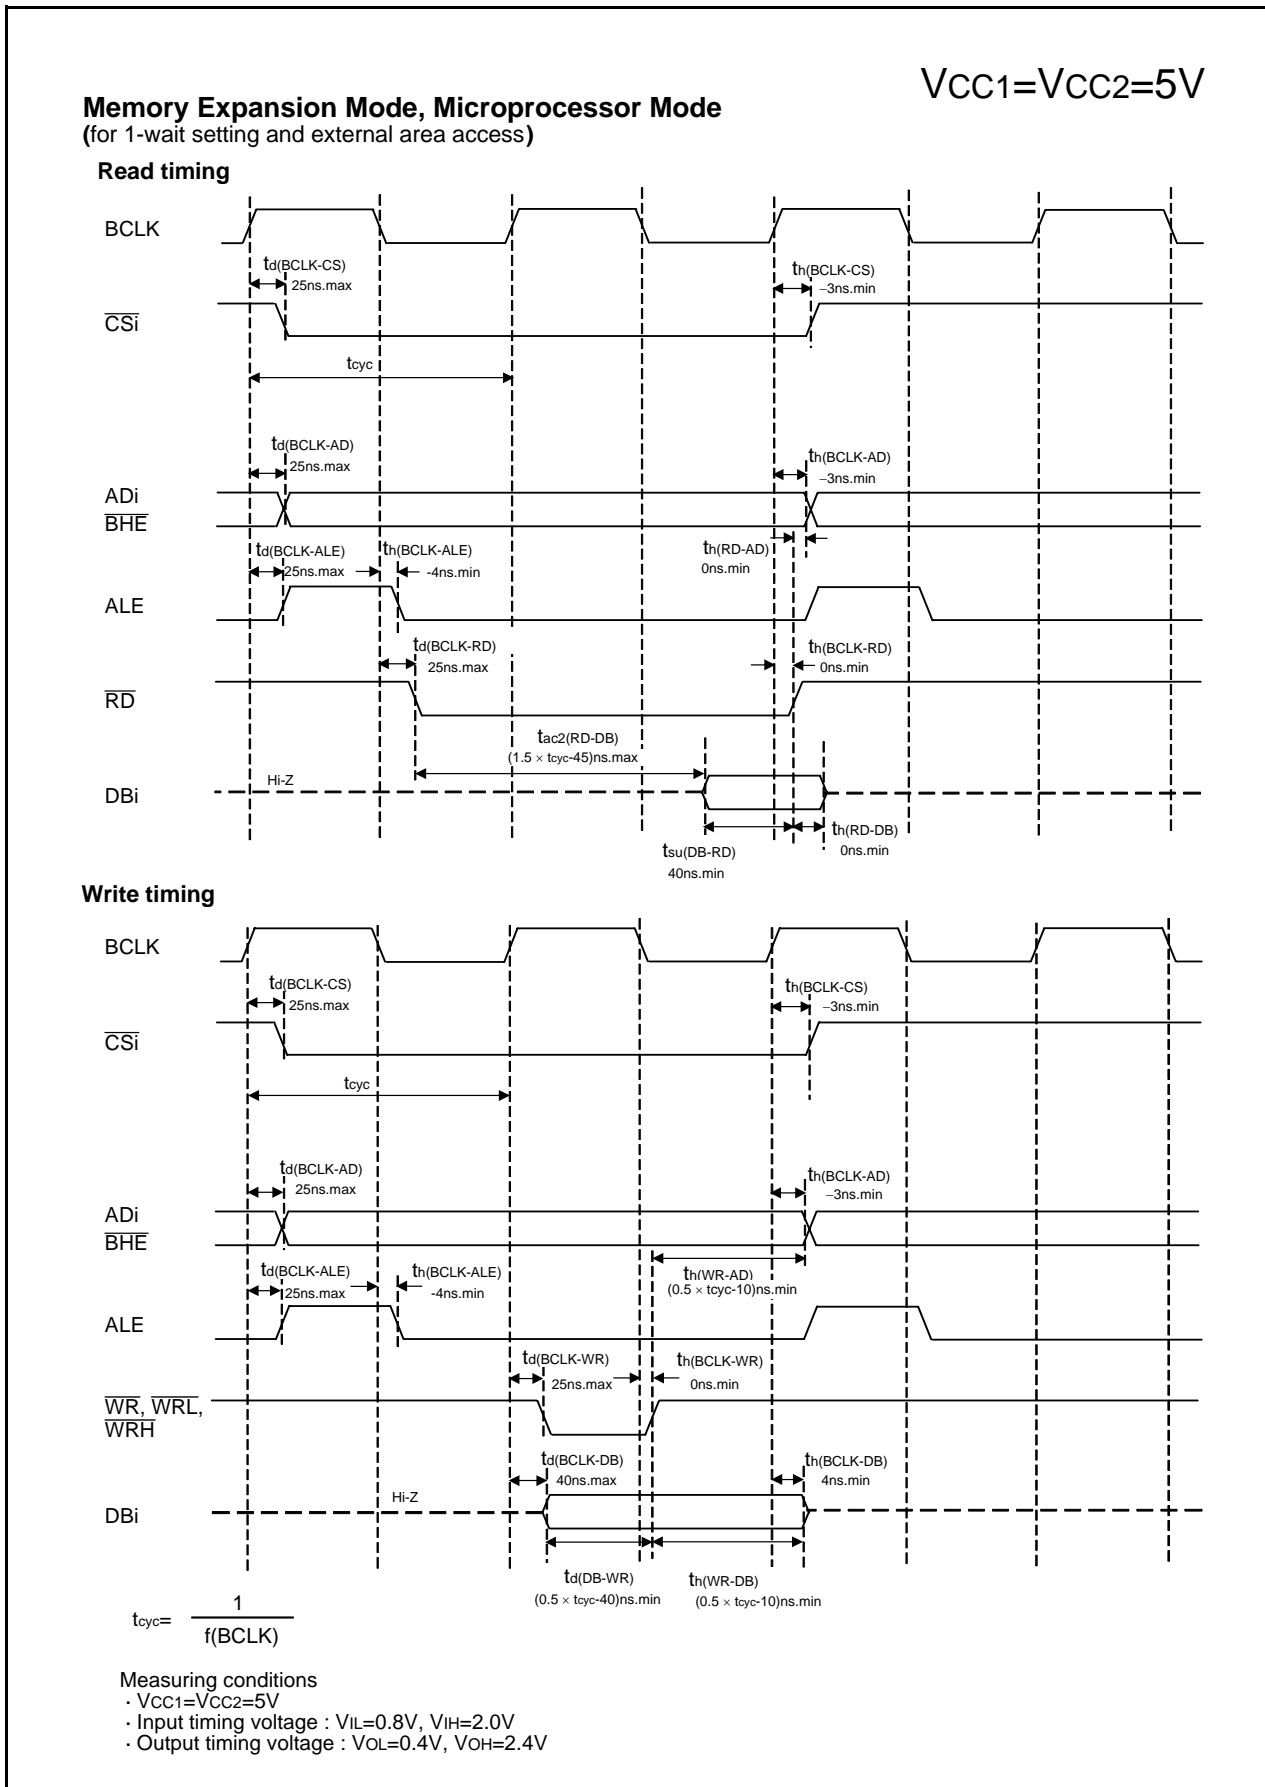 VCC1=VCC2=5V
Memory Expansion Mode, Microprocessor Mode
(for 1-wait setting and external area access)
Read timing
BCLK
td(BCLK-CS)
25ns.max
th(BCLK-CS)
−3ns.min
CSi
tcyc
td(BCLK-AD)
25ns.max
th(BCLK-AD)
−3ns.min
ADi
BHE
td(BCLK-ALE)
25ns.max
th(BCLK-ALE)
-4ns.min
th(RD-AD)
0ns.min
ALE
td(BCLK-RD)
25ns.max
th(BCLK-RD)
0ns.min
RD
tac2(RD-DB)
(1.5 × tcyc-45)ns.max
Hi-Z
DBi
tsu(DB-RD)
40ns.min
th(RD-DB)
0ns.min
Write timing
BCLK
td(BCLK-CS)
25ns.max
th(BCLK-CS)
−3ns.min
CSi
tcyc
td(BCLK-AD)
25ns.max
th(BCLK-AD)
−3ns.min
ADi
BHE
td(BCLK-ALE)
25ns.max
th(BCLK-ALE)
-4ns.min
th(WR-AD)
(0.5 × tcyc-10)ns.min
ALE
td(BCLK-WR)
25ns.max
th(BCLK-WR)
0ns.min
WR, WRL,
WRH
td(BCLK-DB)
40ns.max
th(BCLK-DB)
4ns.min
Hi-Z
DBi
td(DB-WR)
(0.5 × tcyc-40)ns.min
th(WR-DB)
(0.5 × tcyc-10)ns.min
tcyc= 1
f(BCLK)
Measuring conditions
· VCC1=VCC2=5V
· Input timing voltage : VIL=0.8V, VIH=2.0V
· Output timing voltage : VOL=0.4V, VOH=2.4V